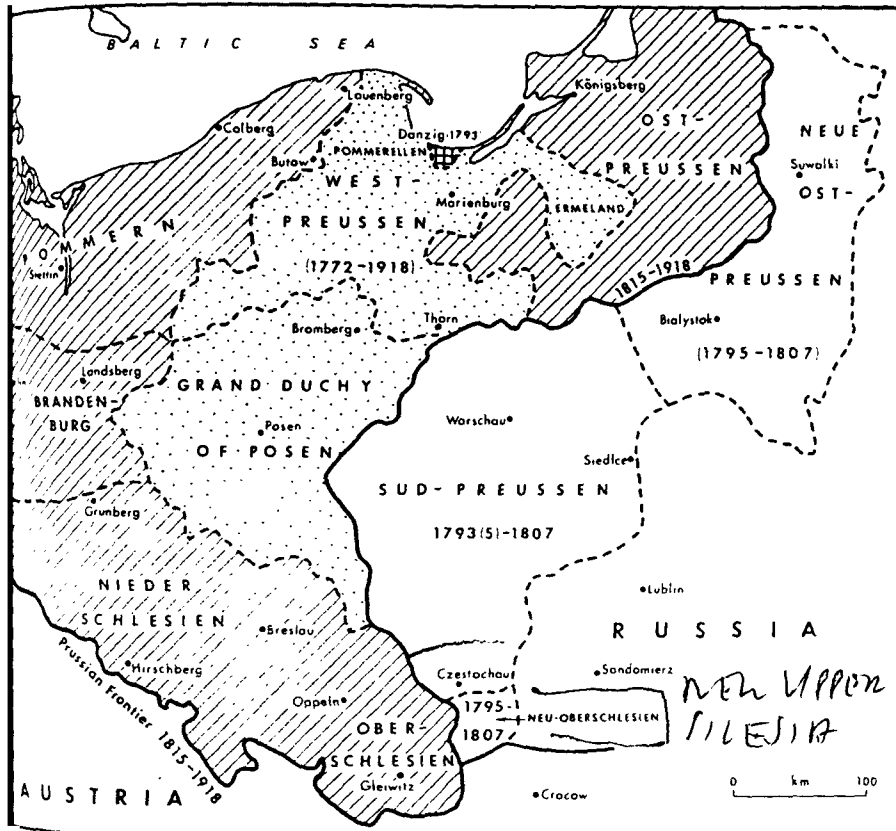 BALTIC SEA
Lauenberg
Königsberg
Colberg
Danzig·1793
OST-
NEUE
Butow
POMMERELLEN
PREUSSEN
Suwalki
WEST-
OST-
Marienburg
ERMELAND
PREUSSEN
POMMERN
Stettin
(1772-1918)
1815-1918
PREUSSEN
Bromberg
Thorn
Bialystok
(1795-1807)
Landsberg
GRAND DUCHY
BRANDEN-
BURG
Posen
Warschau
OF POSEN
Siedlce
SUD-PREUSSEN
Grunberg
1793(5)-1807
NIEDER
SCHLESIEN
Lublin
Breslau
RUSSIA
Hirschberg
Prussian Frontier 1815-1918
Czestochau
Sandomierz
Oppeln
1795-
1807
NEU-OBERSCHLESIEN
NEW UPPER
SILESIA
OBER-
SCHLESIEN
Gleiwitz
AUSTRIA
Cracow
0 km 100